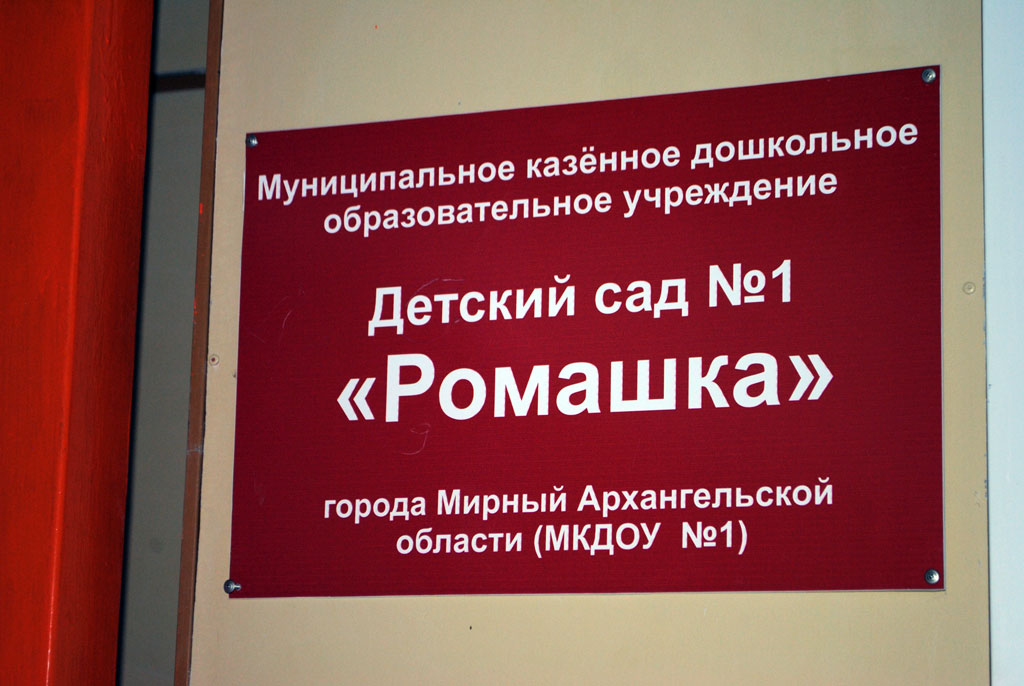 Муниципальное казённое дошкольное
образовательное учреждение
Детский сад №1
«Ромашка»
города Мирный Архангельской
области (МКДОУ №1)